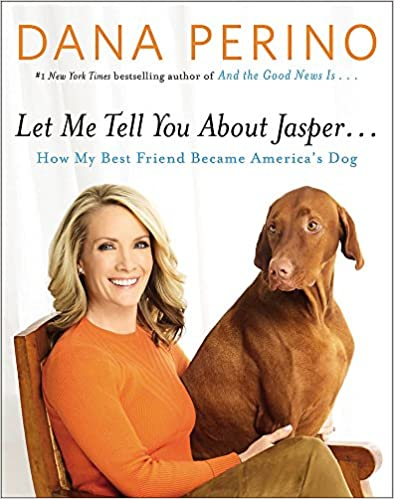 DANA PERINO
#1 New York Times bestselling author of And the Good News Is . . .
Let Me Tell You About Jasper . . .
How My Best Friend Became America's Dog